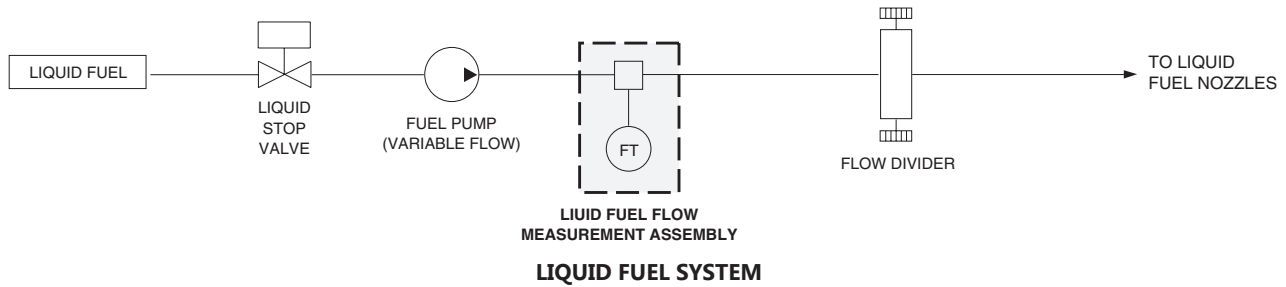 LIQUID FUEL
LIQUID
STOP
VALVE
FUEL PUMP
(VARIABLE FLOW)
FT
LIUID FUEL FLOW
MEASUREMENT ASSEMBLY
FLOW DIVIDER
TO LIQUID
FUEL NOZZLES
LIQUID FUEL SYSTEM